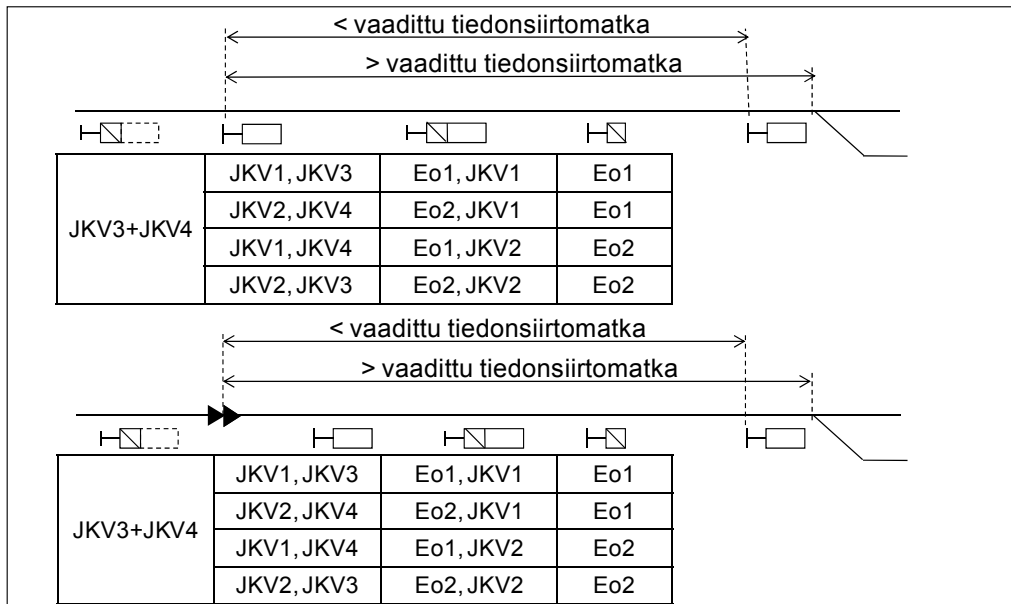 < vaadittu tiedonsiirtomatka
> vaadittu tiedonsiirtomatka
JKV3+JKV4
JKV1, JKV3 Eo1, JKV1 Eo1
JKV2, JKV4 Eo2, JKV1 Eo1
JKV1, JKV4 Eo1, JKV2 Eo2
JKV2, JKV3 Eo2, JKV2 Eo2
< vaadittu tiedonsiirtomatka
> vaadittu tiedonsiirtomatka
JKV3+JKV4
JKV1, JKV3 Eo1, JKV1 Eo1
JKV2, JKV4 Eo2, JKV1 Eo1
JKV1, JKV4 Eo1, JKV2 Eo2
JKV2, JKV3 Eo2, JKV2 Eo2